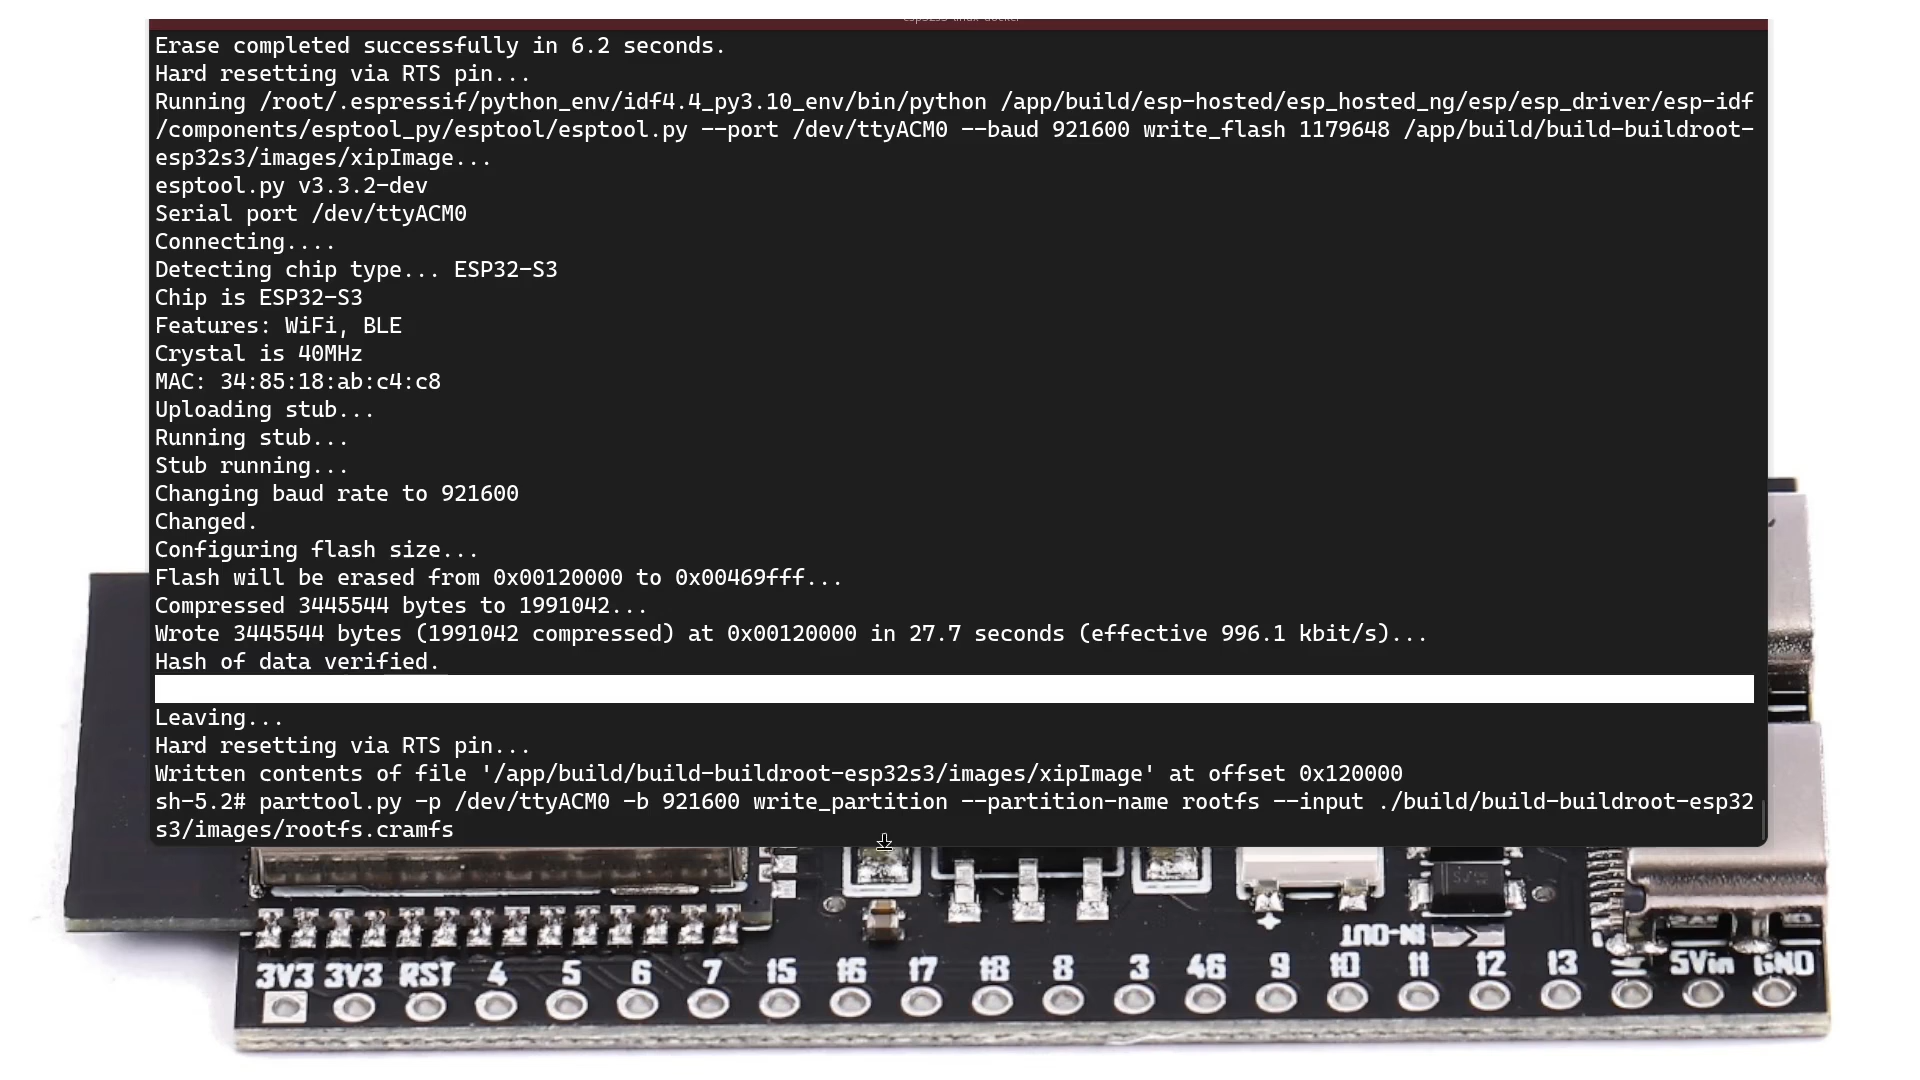 Erase completed successfully in 6.2 seconds.
Hard resetting via RTS pin...
Running /root/.espressif/python_env/idf4.4_py3.10_env/bin/python /app/build/esp-hosted/esp_hosted_ng/esp/esp_driver/esp-idf
/components/esptool_py/esptool/esptool.py --port /dev/ttyACM0 --baud 921600 write_flash 1179648 /app/build/build-buildroot-
esp32s3/images/xipImage...
esptool.py v3.3.2-dev
Serial port /dev/ttyACM0
Connecting....
Detecting chip type... ESP32-S3
Chip is ESP32-S3
Features: WiFi, BLE
Crystal is 40MHz
MAC: 34:85:18:ab:c4:c8
Uploading stub...
Running stub...
Stub running...
Changing baud rate to 921600
Changed.
Configuring flash size...
Flash will be erased from 0x00120000 to 0x00469fff...
Compressed 3445544 bytes to 1991042...
Wrote 3445544 bytes (1991042 compressed) at 0x00120000 in 27.7 seconds (effective 996.1 kbit/s)...
Hash of data verified.
Leaving...
Hard resetting via RTS pin...
Written contents of file '/app/build/build-buildroot-esp32s3/images/xipImage' at offset 0x120000
sh-5.2# parttool.py -p /dev/ttyACM0 -b 921600 write_partition --partition-name rootfs --input ./build/build-buildroot-esp32
s3/images/rootfs.cramfs
IN-OUT
3V3 3V3 RST 4 5 6 7 15 16 17 18 8 3 46 9 10 11 12 13 5Vin GND